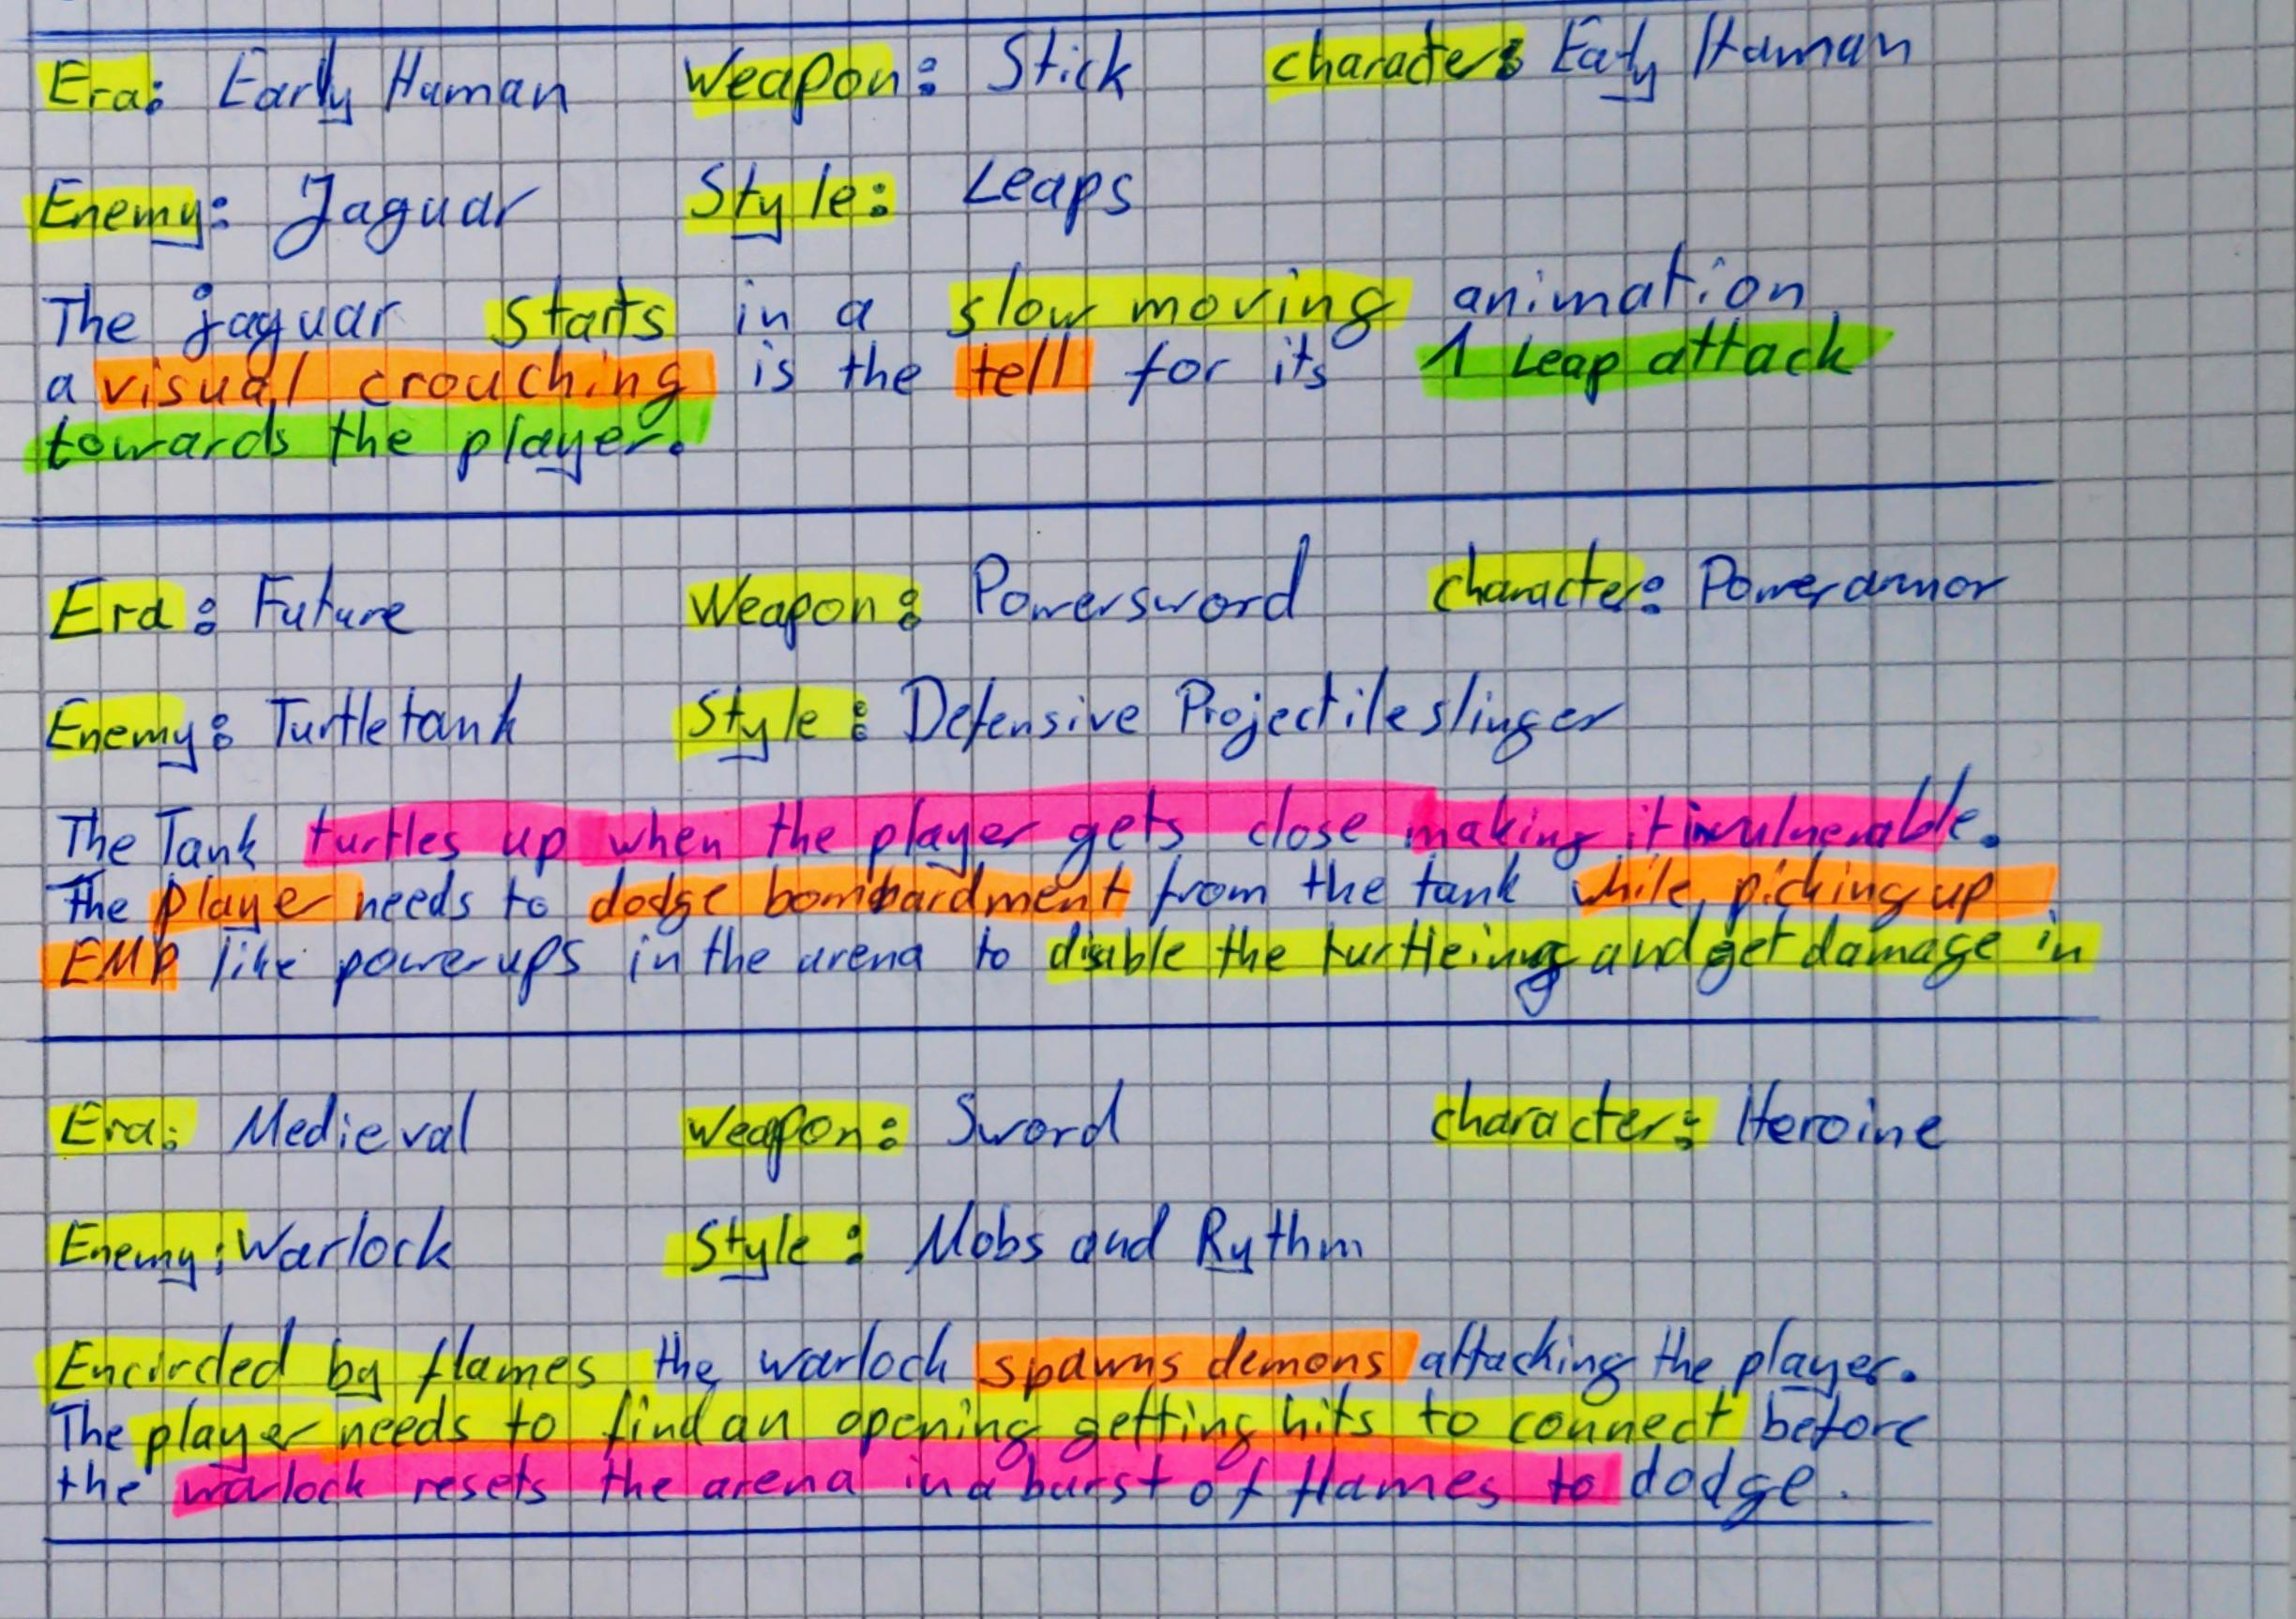 Era: Early Human Weapon: Stick character: Eatly Human
Enemy: Jaguar Style: Leaps
The jaguar starts in a slow moving animation
a visual crouching is the tell for its 1 Leap attack
towards the player.
Era: Future Weapon: Powersword character: Powerarmor
Enemy: Turtletank Style: Defensive Projectileslinger
The Tank turtles up when the player gets close making it invulnerable.
The player needs to dodge bombardment from the tank while picking up
EMP like powerups in the arena to disable the turtleing and get damage in
Era: Medieval Weapon: Sword character: Heroine
Enemy: Warlock Style: Mobs and Rythm
Encircled by flames the warlock spawns demons attacking the player.
The player needs to find an opening getting hits to connect before
the warlock resets the arena in a burst of flames to dodge.